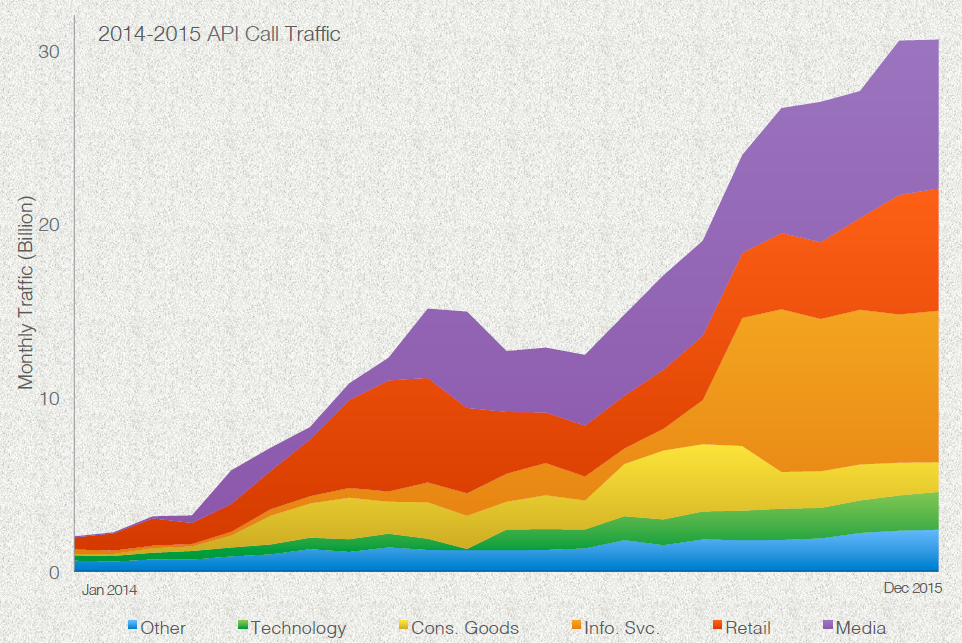 2014-2015 API Call Traffic
Monthly Traffic (Billion)
30
20
10
0
Jan 2014
Dec 2015
Other Technology Cons. Goods Info. Svc. Retail Media